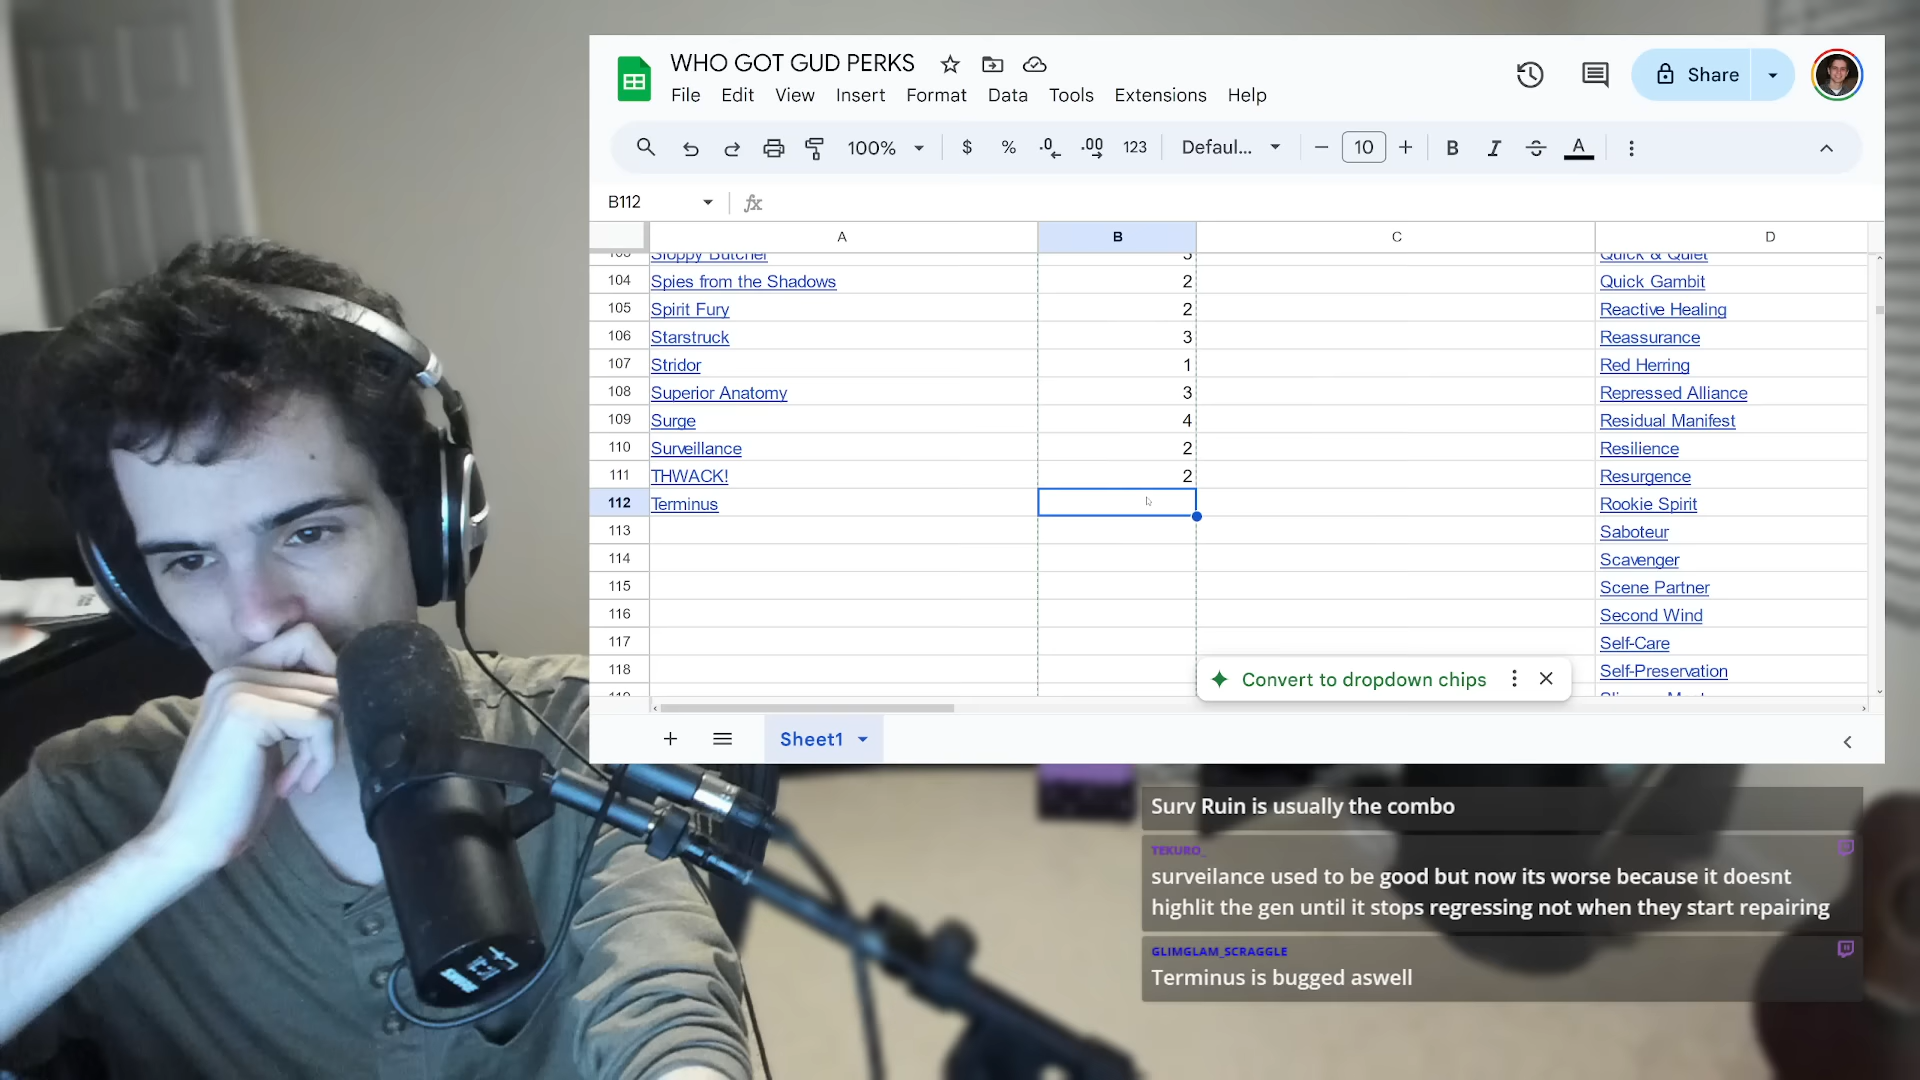 WHO GOT GUD PERKS
File Edit View Insert Format Data Tools Extensions Help
Share
100% $ % .0 .00 123 Defaul... 10 B I A
B112 fx
A B C D
Sloppy Butcher 3 Quick & Quiet
104 Spies from the Shadows 2 Quick Gambit
105 Spirit Fury 2 Reactive Healing
106 Starstruck 3 Reassurance
107 Stridor 1 Red Herring
108 Superior Anatomy 3 Repressed Alliance
109 Surge 4 Residual Manifest
110 Surveillance 2 Resilience
111 THWACK! 2 Resurgence
112 Terminus Rookie Spirit
113 Saboteur
114 Scavenger
115 Scene Partner
116 Second Wind
117 Self-Care
118 Self-Preservation
Convert to dropdown chips
Sheet1
Surv Ruin is usually the combo
TEKURO_
surveilance used to be good but now its worse because it doesnt
highlit the gen until it stops regressing not when they start repairing
GLIMGLAM_SCRAGGLE
Terminus is bugged aswell